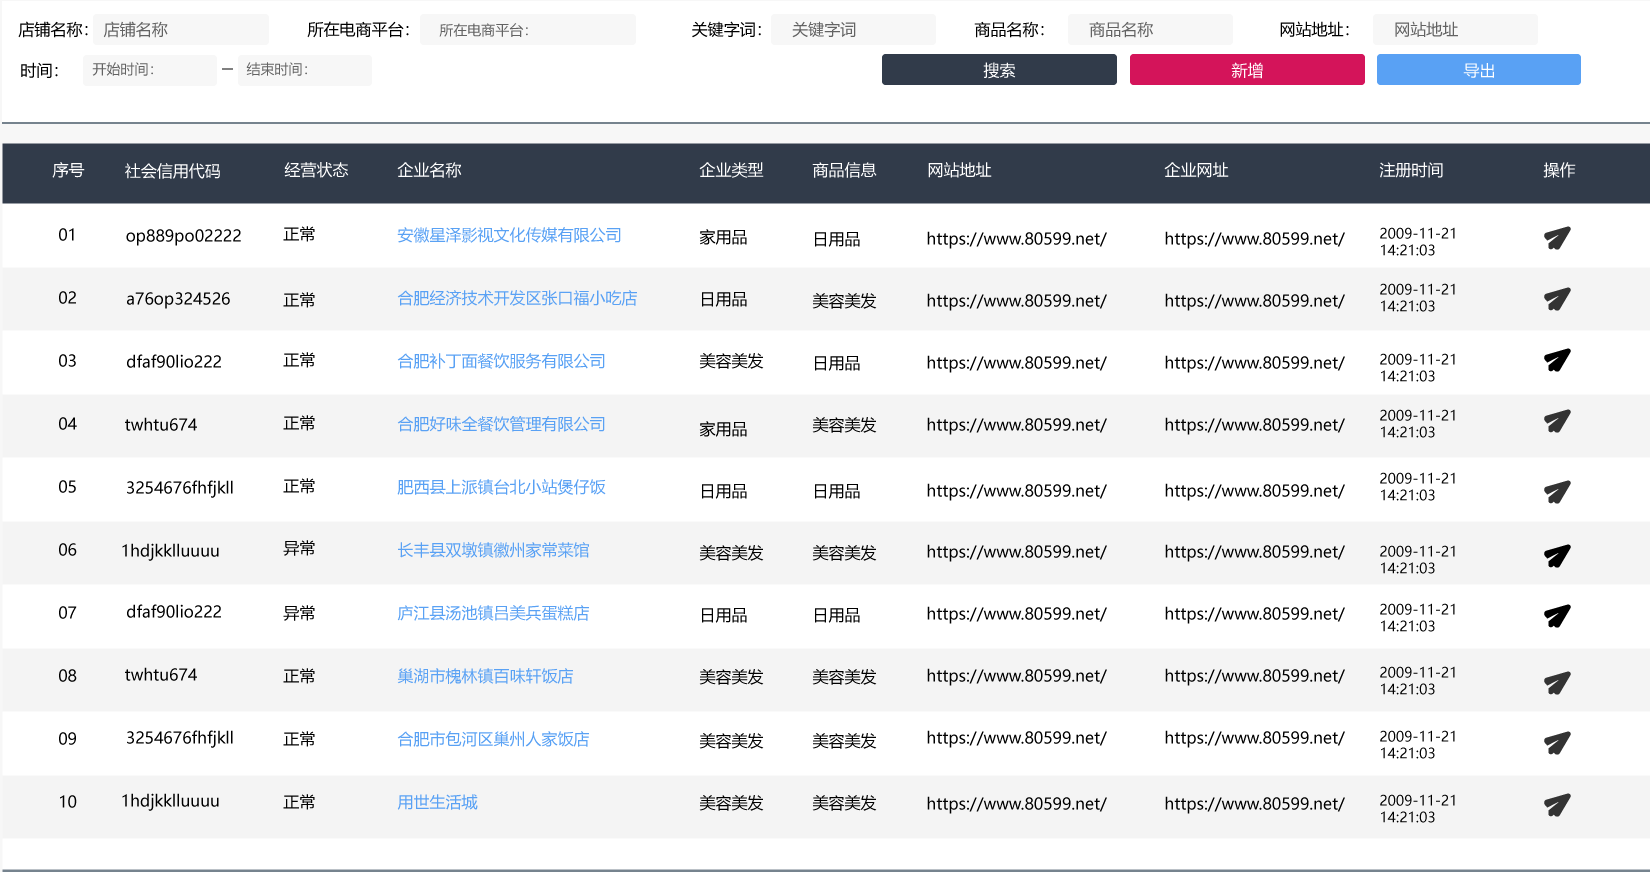 店铺名称： 店铺名称 所在电商平台： 所在电商平台： 关键字词： 关键字词 商品名称： 商品名称 网站地址： 网站地址
时间： 开始时间： — 结束时间： 搜索 新增 导出
序号 社会信用代码 经营状态 企业名称 企业类型 商品信息 网站地址 企业网址 注册时间 操作
01 op889po02222 正常 安徽星泽影视文化传媒有限公司 家用品 日用品 https://www.80599.net/ https://www.80599.net/ 2009-11-21
14:21:03
02 a76op324526 正常 合肥经济技术开发区张口福小吃店 日用品 美容美发 https://www.80599.net/ https://www.80599.net/ 2009-11-21
14:21:03
03 dfaf90lio222 正常 合肥补丁面餐饮服务有限公司 美容美发 日用品 https://www.80599.net/ https://www.80599.net/ 2009-11-21
14:21:03
04 twhtu674 正常 合肥好味全餐饮管理有限公司 家用品 美容美发 https://www.80599.net/ https://www.80599.net/ 2009-11-21
14:21:03
05 3254676fhfjkll 正常 肥西县上派镇台北小站煲仔饭 日用品 日用品 https://www.80599.net/ https://www.80599.net/ 2009-11-21
14:21:03
06 1hdjkklluuuu 异常 长丰县双墩镇徽州家常菜馆 美容美发 美容美发 https://www.80599.net/ https://www.80599.net/ 2009-11-21
14:21:03
07 dfaf90lio222 异常 庐江县汤池镇吕美兵蛋糕店 日用品 日用品 https://www.80599.net/ https://www.80599.net/ 2009-11-21
14:21:03
08 twhtu674 正常 巢湖市槐林镇百味轩饭店 美容美发 美容美发 https://www.80599.net/ https://www.80599.net/ 2009-11-21
14:21:03
09 3254676fhfjkll 正常 合肥市包河区巢州人家饭店 美容美发 美容美发 https://www.80599.net/ https://www.80599.net/ 2009-11-21
14:21:03
10 1hdjkklluuuu 正常 用世生活城 美容美发 美容美发 https://www.80599.net/ https://www.80599.net/ 2009-11-21
14:21:03